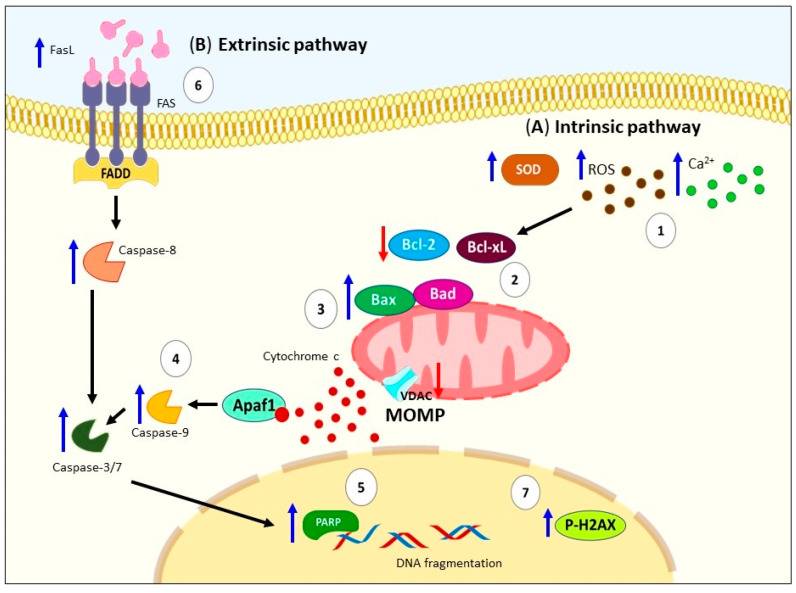 FasL
(B) Extrinsic pathway
6
FAS
FADD
(A) Intrinsic pathway
SOD
ROS
Ca²⁺
1
Caspase-8
Bcl-2
Bcl-xL
2
3
Bax
Bad
4
Cytochrome c
VDAC
MOMP
Apaf1
Caspase-9
Caspase-3/7
5
7
PARP
P-H2AX
DNA fragmentation